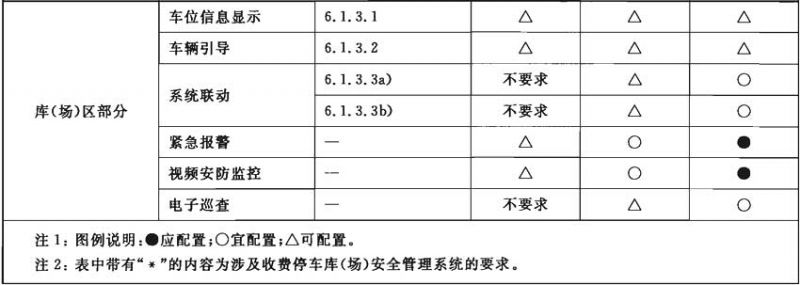 车位信息显示 6.1.3.1 △ △ △
车辆引导 6.1.3.2 △ △ △
库(场)区部分 系统联动 6.1.3.3a) 不要求 △ ○
6.1.3.3b) 不要求 △ ○
紧急报警 — △ ○ ●
视频安防监控 — △ ○ ●
电子巡查 — 不要求 △ ○
注1:图例说明:●应配置;○宜配置;△可配置。
注2:表中带有“*”的内容为涉及收费停车库(场)安全管理系统的要求。